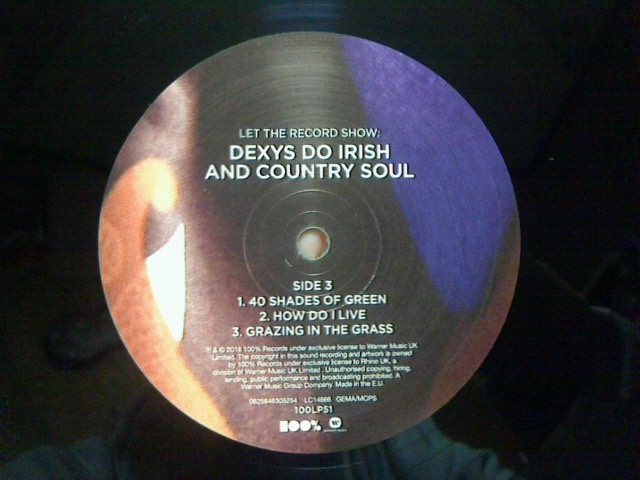 LET THE RECORD SHOW:
DEXYS DO IRISH
AND COUNTRY SOUL
SIDE 3
1. 40 SHADES OF GREEN
2. HOW DO I LIVE
3. GRAZING IN THE GRASS
℗ & © 2016 100% Records under exclusive license to Warner Music UK
Limited. The copyright in this sound recording and artwork is owned
by 100% Records under exclusive license to Rhino UK, a
division of Warner Music UK Limited. Unauthorised copying, hiring,
lending, public performance and broadcasting prohibited. A
Warner Music Group Company. Made in the E.U.
0825646305254 LC14666 GEMA/MCPS
100LP51
100%